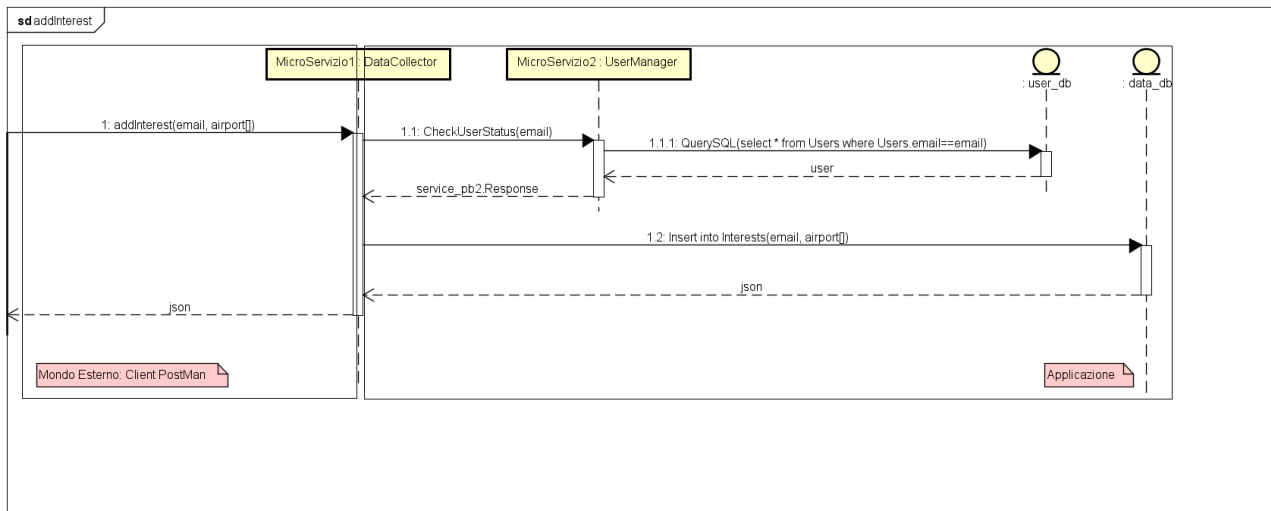 sd addInterest
MicroServizio1 : DataCollector
MicroServizio2 : UserManager
: user_db
: data_db
1: addInterest(email, airport[])
1.1: CheckUserStatus(email)
1.1.1: QuerySQL(select * from Users where Users.email==email)
user
service_pb2.Response
1.2: Insert into Interests(email, airport[])
json
json
Mondo Esterno: Client PostMan
Applicazione